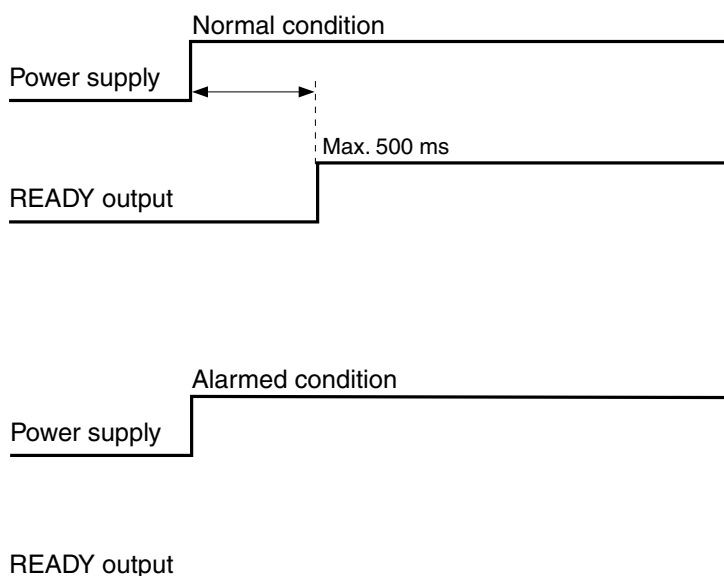 Normal condition
Power supply
Max. 500 ms
READY output
Alarmed condition
Power supply
READY output